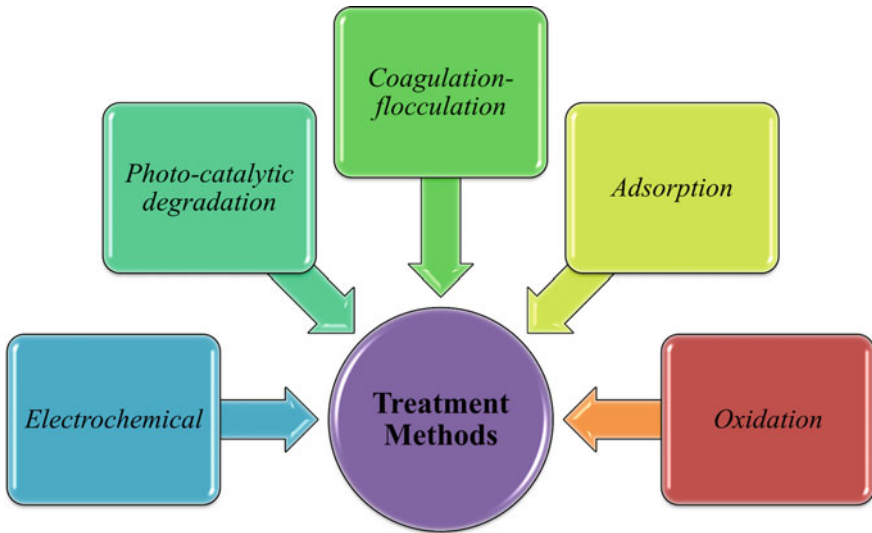 Coagulation-
flocculation
Photo-catalytic
degradation
Adsorption
Electrochemical
Treatment
Methods
Oxidation